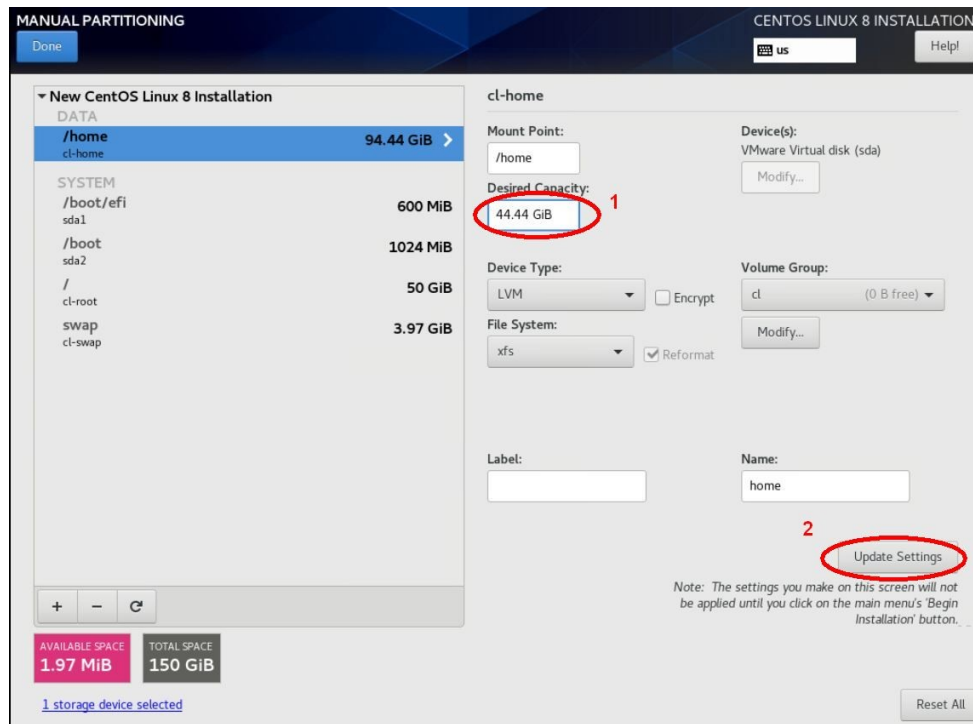 MANUAL PARTITIONING
CENTOS LINUX 8 INSTALLATION
Done
us
Help!
New CentOS Linux 8 Installation
DATA
/home
94.44 GiB
cl-home
SYSTEM
/boot/efi
600 MiB
sda1
/boot
1024 MiB
sda2
/
50 GiB
cl-root
swap
3.97 GiB
cl-swap
+ −
AVAILABLE SPACE
1.97 MiB
TOTAL SPACE
150 GiB
1 storage device selected
cl-home
Mount Point:
/home
Device(s):
VMware Virtual disk (sda)
Modify...
Desired Capacity:
44.44 GiB
1
Device Type:
LVM
Encrypt
Volume Group:
cl (0 B free)
Modify...
File System:
xfs
Reformat
Label:
Name:
home
2
Update Settings
Note: The settings you make on this screen will not
be applied until you click on the main menu's 'Begin
Installation' button.
Reset All